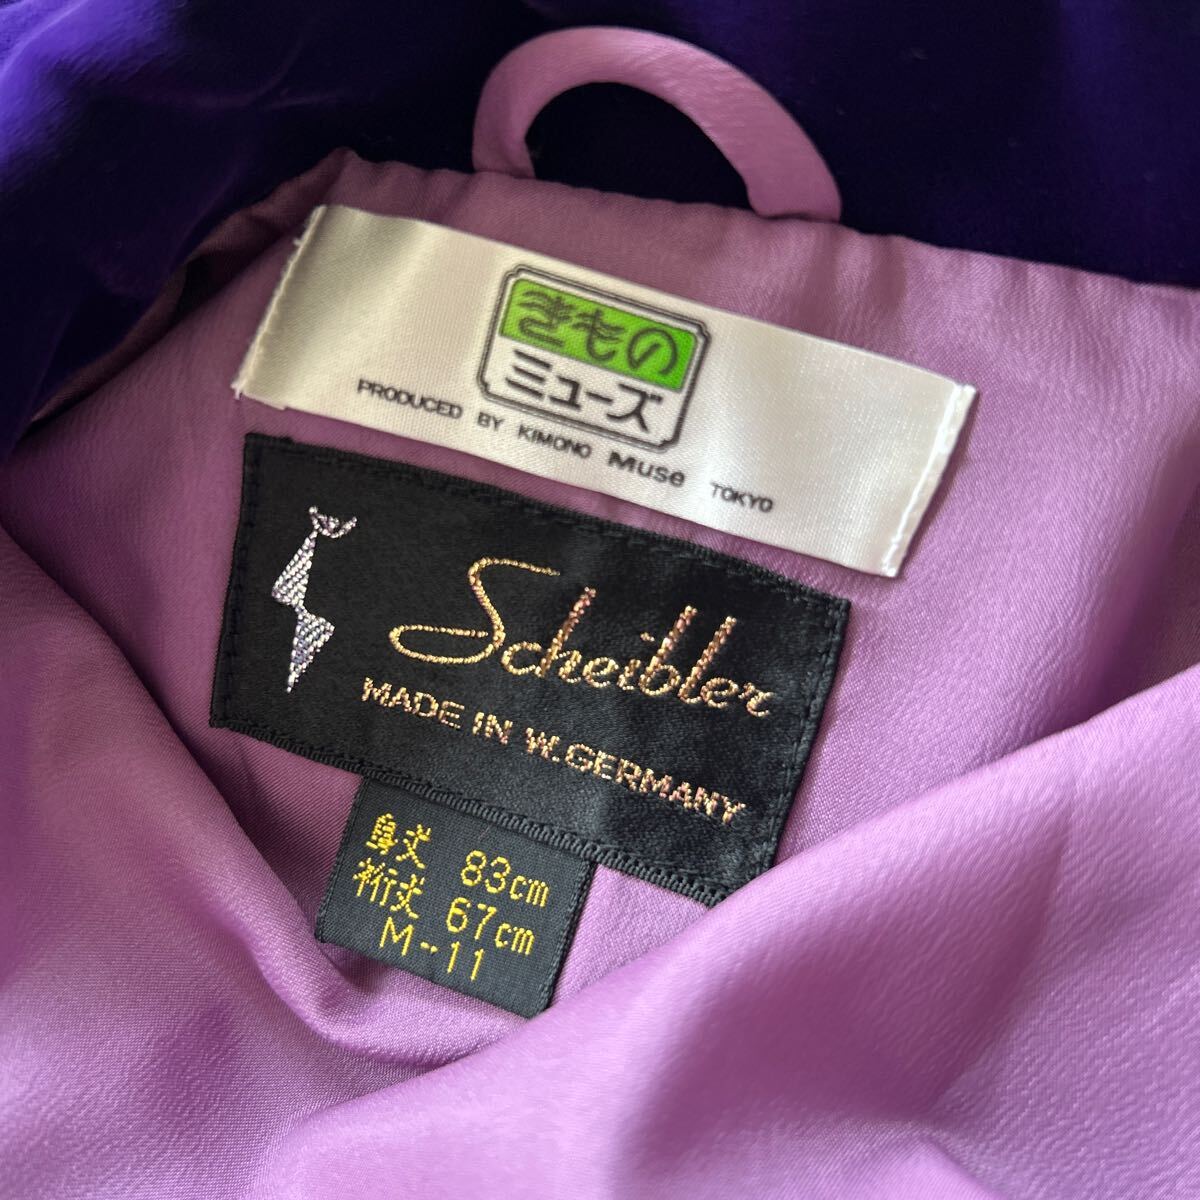 きもの
ミューズ
PRODUCED BY KIMONO Muse TOKYO
Scheibler
MADE IN W.GERMANY
身丈 83cm
裄丈 67cm
M-11